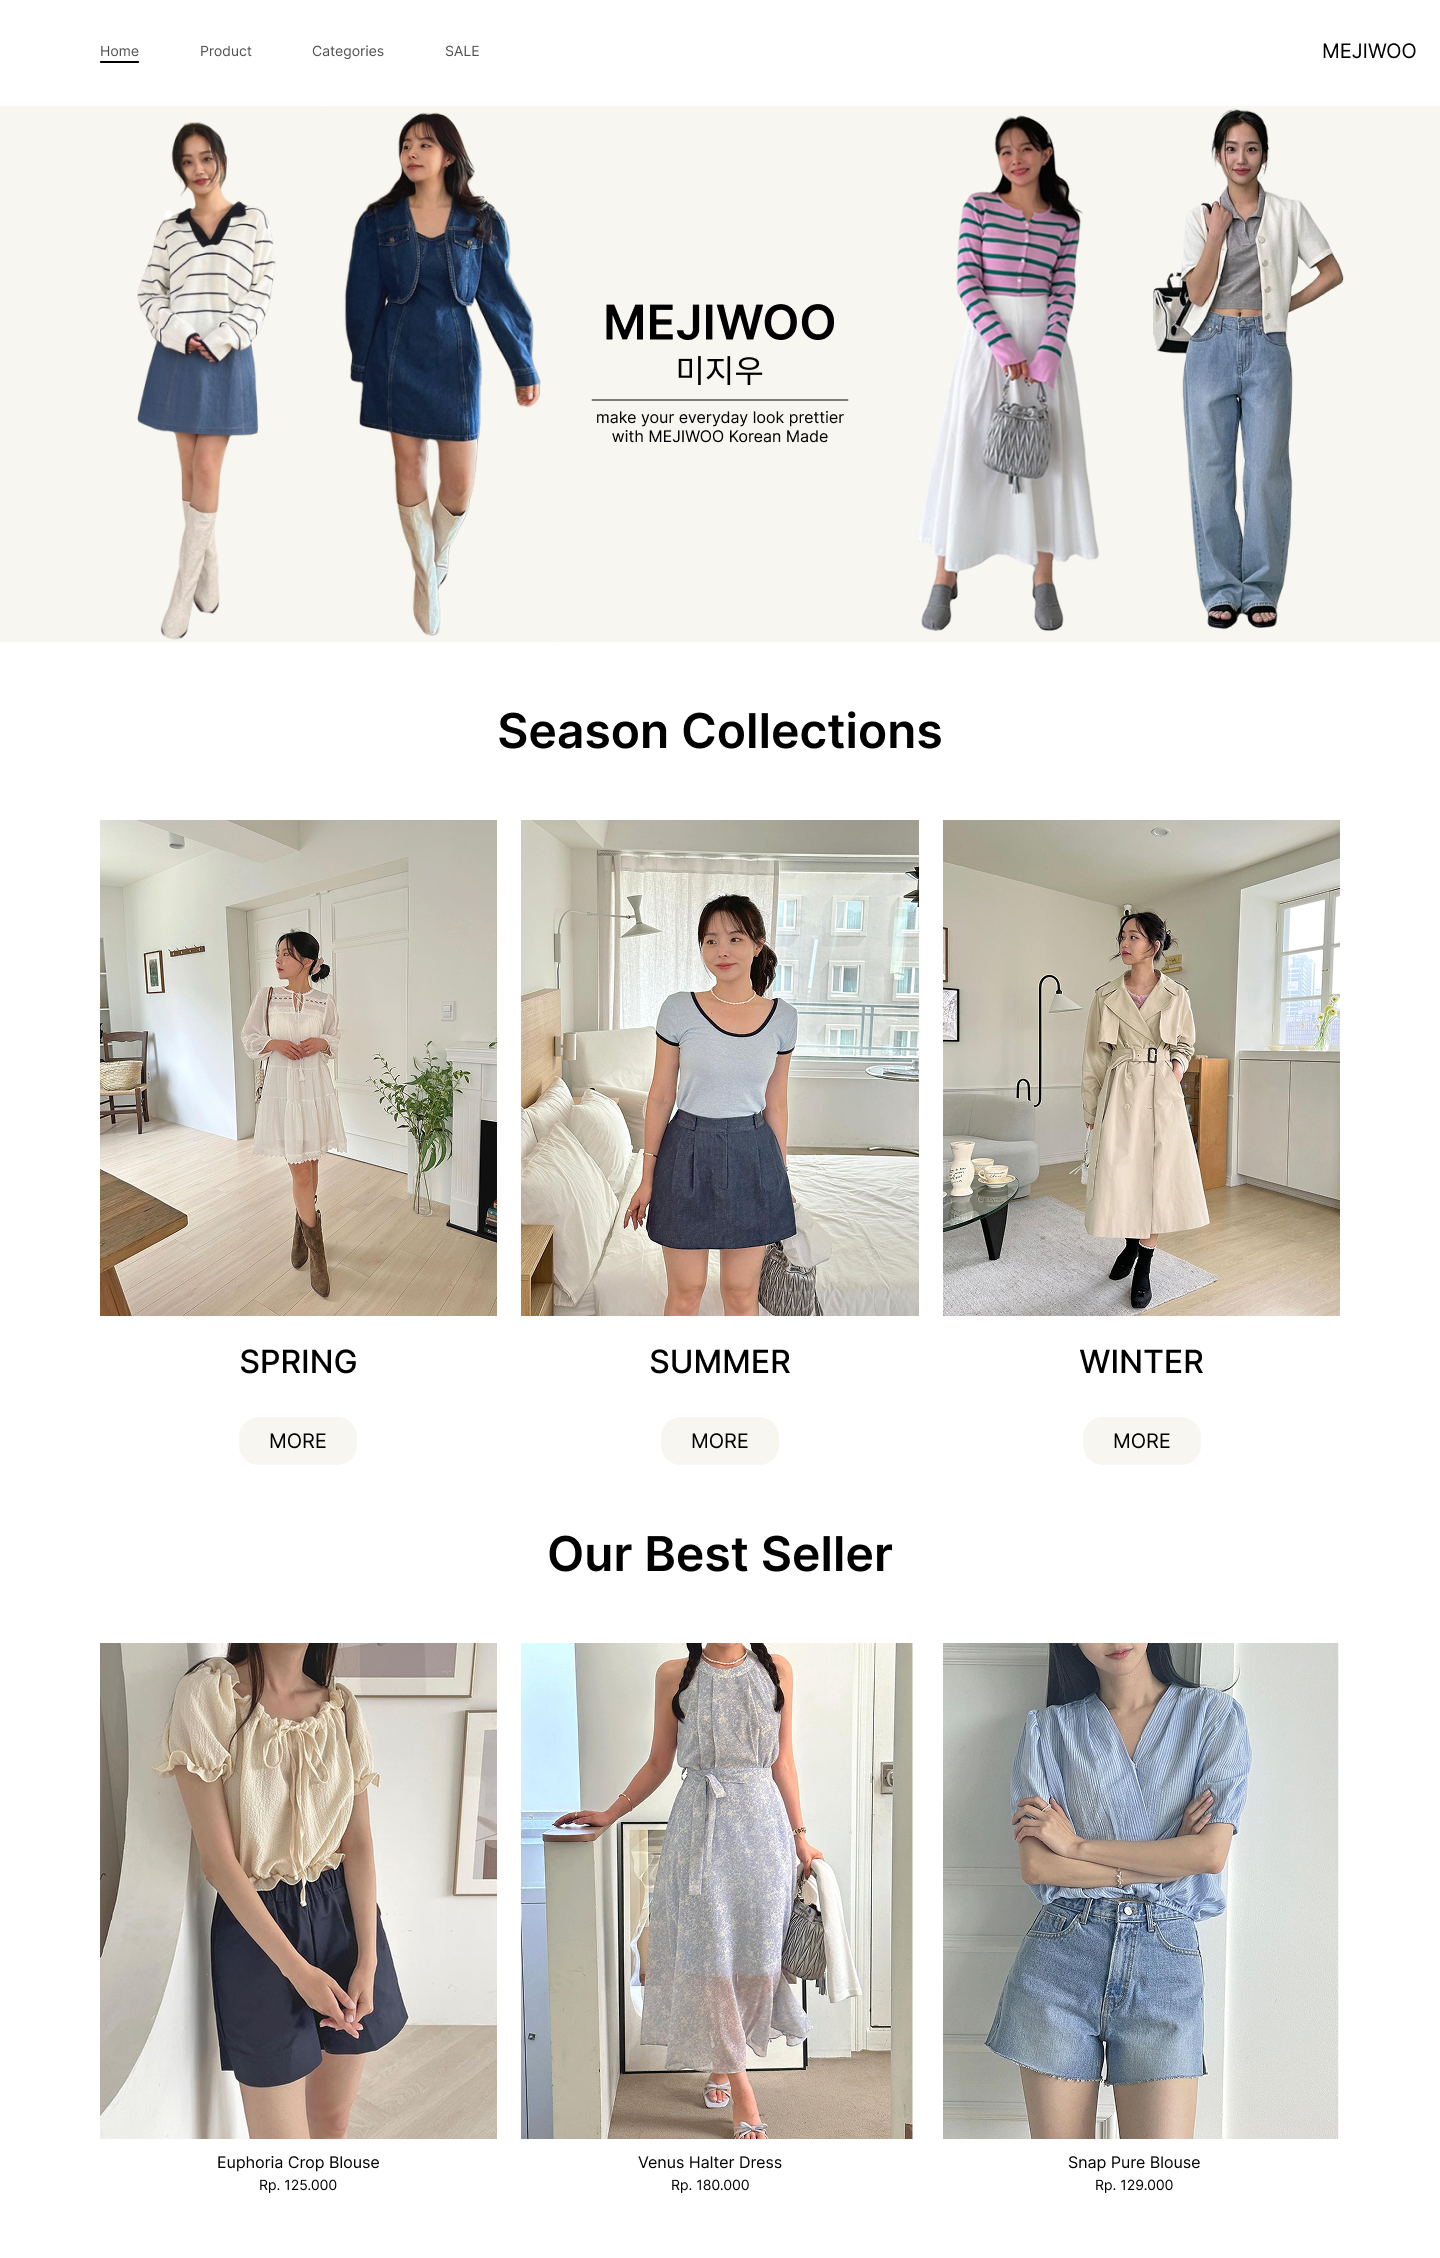 Home
Product
Categories
SALE
MEJIWOO
MEJIWOO
미지우
make your everyday look prettier
with MEJIWOO Korean Made
Season Collections
SPRING
SUMMER
WINTER
MORE
MORE
MORE
Our Best Seller
Euphoria Crop Blouse
Rp. 125.000
Venus Halter Dress
Rp. 180.000
Snap Pure Blouse
Rp. 129.000